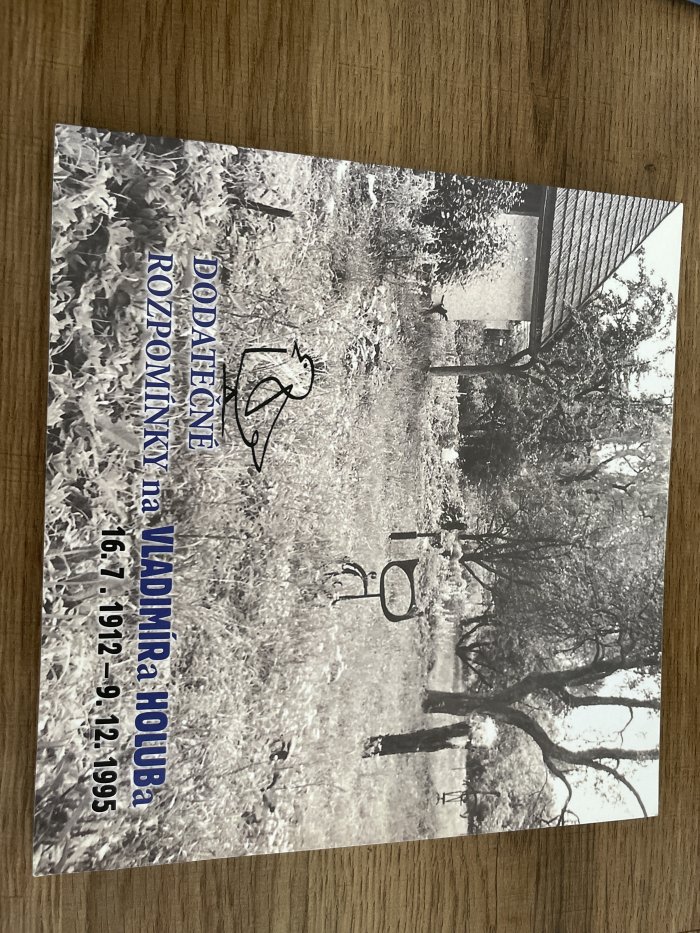 DODATEČNÉ
ROZPOMÍNKY na VLADIMÍRa HOLUBa
16. 7. 1912 – 9. 12. 1995